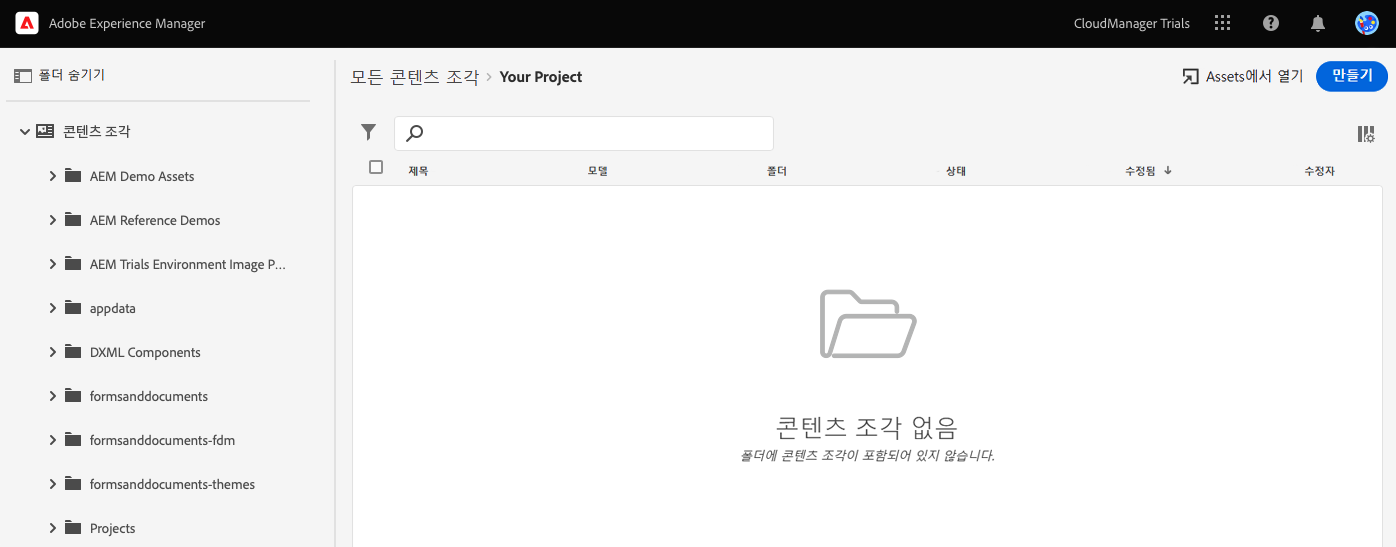 Adobe Experience Manager
CloudManager Trials
폴더 숨기기
모든 콘텐츠 조각 › Your Project
Assets에서 열기
만들기
콘텐츠 조각
AEM Demo Assets
AEM Reference Demos
AEM Trials Environment Image P...
appdata
DXML Components
formsanddocuments
formsanddocuments-fdm
formsanddocuments-themes
Projects
제목 모델 폴더 상태 수정됨 ↓ 수정자
콘텐츠 조각 없음
폴더에 콘텐츠 조각이 포함되어 있지 않습니다.